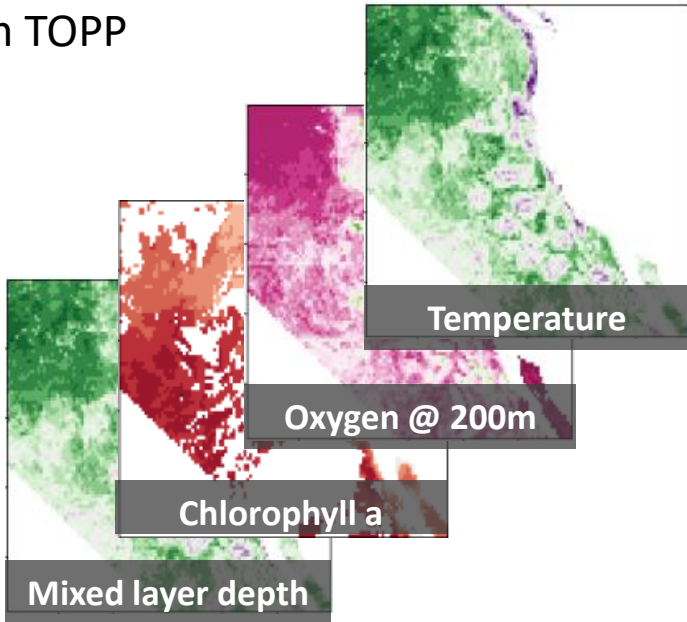 TOPP
Temperature
Oxygen @ 200m
Chlorophyll a
Mixed layer depth